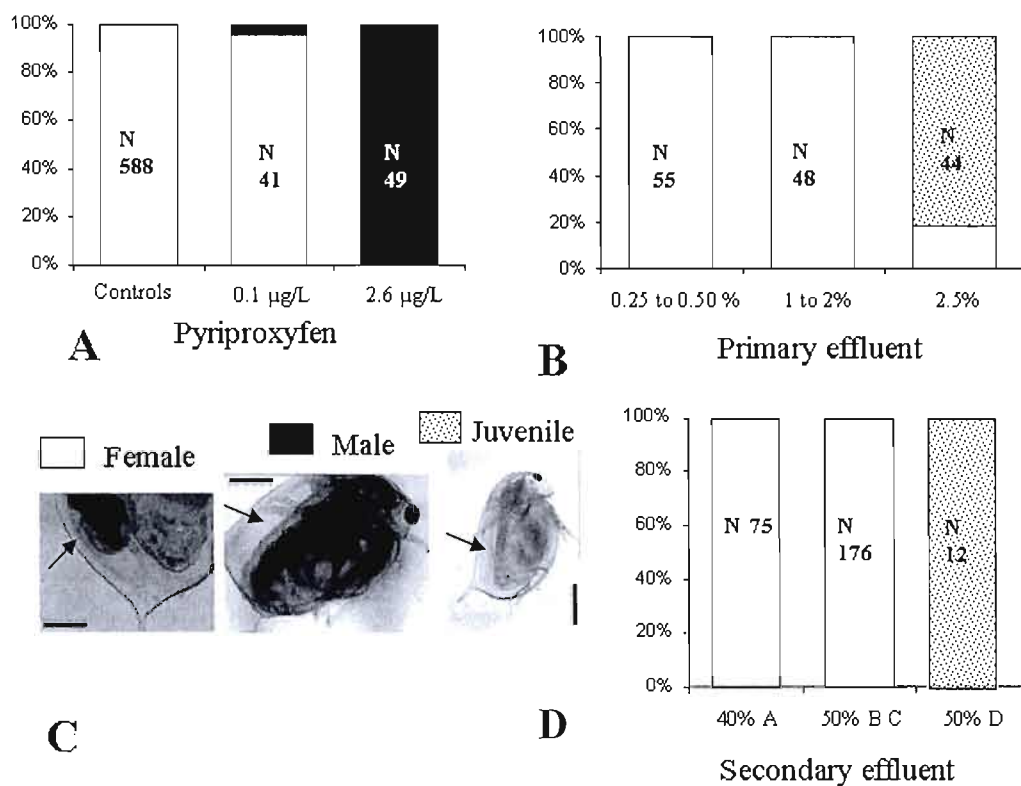 100%
80%
60%
40%
20%
0%
N
588
N
41
N
49
Controls
0.1 µg/L
2.6 µg/L
Pyriproxyfen
A
100%
80%
60%
40%
20%
0%
N
55
N
48
N
44
0.25 to 0.50 %
1 to 2%
2.5%
Primary effluent
B
Female
Male
Juvenile
C
100%
80%
60%
40%
20%
0%
N 75
N
176
N
12
40% A
50% B C
50% D
Secondary effluent
D